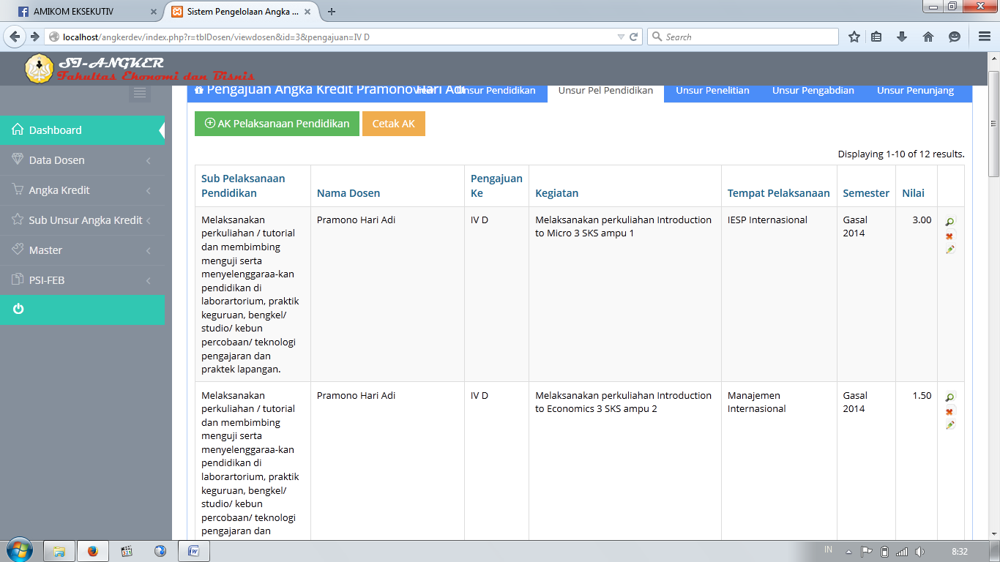 AMIKOM EKSEKUTIV
Sistem Pengelolaan Angka ...
localhost/angkerdev/index.php?r=tblDosen/viewdosen&id=3&pengajuan=IV D
Search
SI-ANGKER
Fakultas Ekonomi dan Bisnis
Pengajuan Angka Kredit Pramono Hari Adi
Unsur Pendidikan
Unsur Pel Pendidikan
Unsur Penelitian
Unsur Pengabdian
Unsur Penunjang
Dashboard
Data Dosen
Angka Kredit
Sub Unsur Angka Kredit
Master
PSI-FEB
AK Pelaksanaan Pendidikan
Cetak AK
Displaying 1-10 of 12 results.
Sub Pelaksanaan
Pendidikan
Nama Dosen
Pengajuan
Ke
Kegiatan
Tempat Pelaksanaan
Semester
Nilai
Melaksanakan
perkuliahan / tutorial
dan membimbing
menguji serta
menyelenggaraa-kan
pendidikan di
laborartorium, praktik
keguruan, bengkel/
studio/ kebun
percobaan/ teknologi
pengajaran dan
praktek lapangan.
Pramono Hari Adi
IV D
Melaksanakan perkuliahan Introduction
to Micro 3 SKS ampu 1
IESP Internasional
Gasal
2014
3.00
Melaksanakan
perkuliahan / tutorial
dan membimbing
menguji serta
menyelenggaraa-kan
pendidikan di
laborartorium, praktik
keguruan, bengkel/
studio/ kebun
percobaan/ teknologi
pengajaran dan
Pramono Hari Adi
IV D
Melaksanakan perkuliahan Introduction
to Economics 3 SKS ampu 2
Manajemen
Internasional
Gasal
2014
1.50
IN
8:32